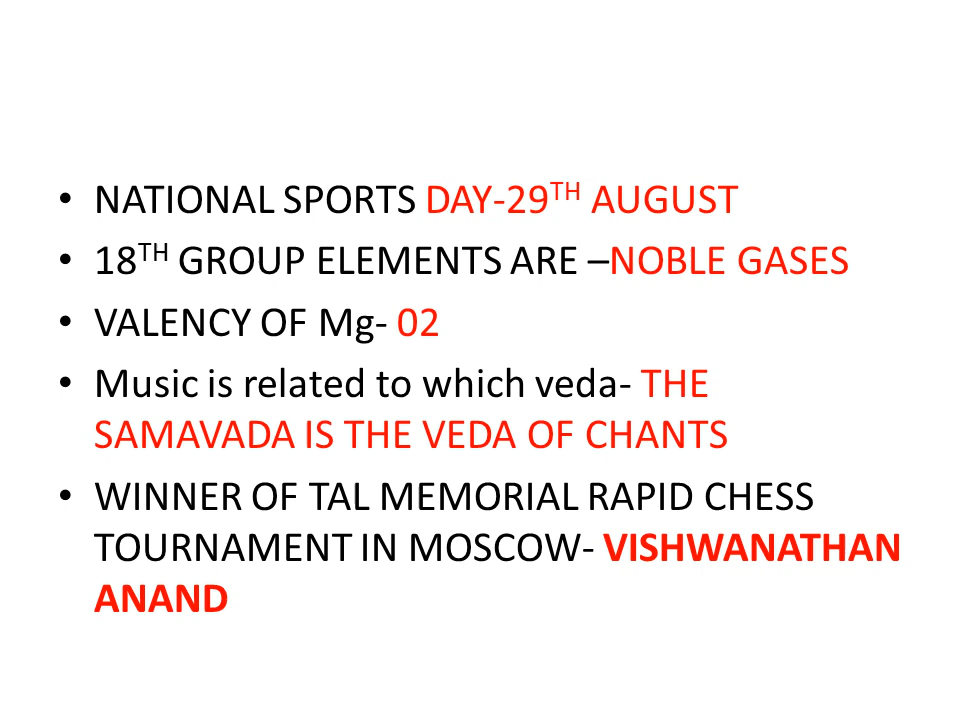 • NATIONAL SPORTS DAY-29TH AUGUST
• 18TH GROUP ELEMENTS ARE –NOBLE GASES
• VALENCY OF Mg- 02
• Music is related to which veda- THE
SAMAVADA IS THE VEDA OF CHANTS
• WINNER OF TAL MEMORIAL RAPID CHESS
TOURNAMENT IN MOSCOW- VISHWANATHAN
ANAND